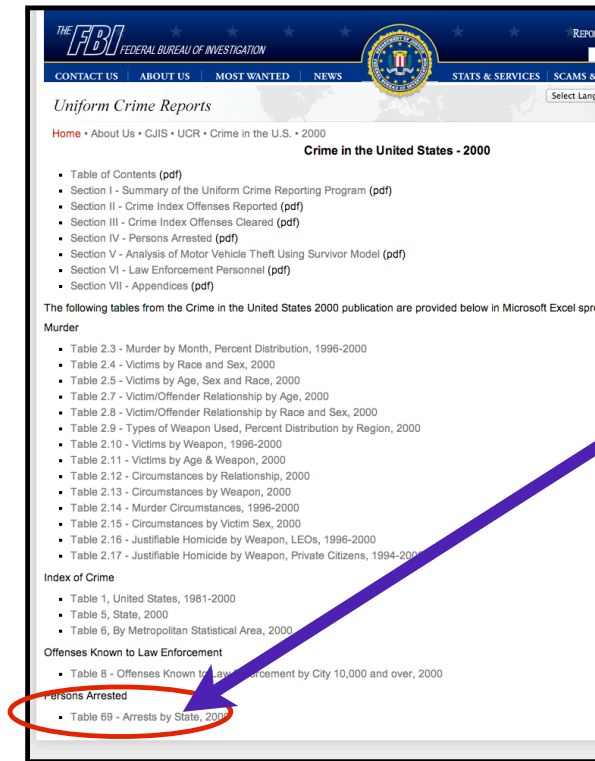 THE FBI FEDERAL BUREAU OF INVESTIGATION
CONTACT US | ABOUT US | MOST WANTED | NEWS STATS & SERVICES | SCAMS &
Uniform Crime Reports
Home • About Us • CJIS • UCR • Crime in the U.S. • 2000
Crime in the United States - 2000
Table of Contents (pdf)
Section I - Summary of the Uniform Crime Reporting Program (pdf)
Section II - Crime Index Offenses Reported (pdf)
Section III - Crime Index Offenses Cleared (pdf)
Section IV - Persons Arrested (pdf)
Section V - Analysis of Motor Vehicle Theft Using Survivor Model (pdf)
Section VI - Law Enforcement Personnel (pdf)
Section VII - Appendices (pdf)
The following tables from the Crime in the United States 2000 publication are provided below in Microsoft Excel
Murder
Table 2.3 - Murder by Month, Percent Distribution, 1996-2000
Table 2.4 - Victims by Race and Sex, 2000
Table 2.5 - Victims by Age, Sex and Race, 2000
Table 2.7 - Victim/Offender Relationship by Age, 2000
Table 2.8 - Victim/Offender Relationship by Race and Sex, 2000
Table 2.9 - Types of Weapon Used, Percent Distribution by Region, 2000
Table 2.10 - Victims by Weapon, 1996-2000
Table 2.11 - Victims by Age & Weapon, 2000
Table 2.12 - Circumstances by Relationship, 2000
Table 2.13 - Circumstances by Weapon, 2000
Table 2.14 - Murder Circumstances, 1996-2000
Table 2.15 - Circumstances by Victim Sex, 2000
Table 2.16 - Justifiable Homicide by Weapon, LEOs, 1996-2000
Table 2.17 - Justifiable Homicide by Weapon, Private Citizens,
Index of Crime
Table 1, United States, 1981-2000
Table 5, State, 2000
Table 6, By Metropolitan Statistical Area, 2000
Offenses Known to Law Enforcement
Table 8 - Offenses Known to by City 10,000 and over, 2000
Persons Arrested
Table 69 - Arrests by State,